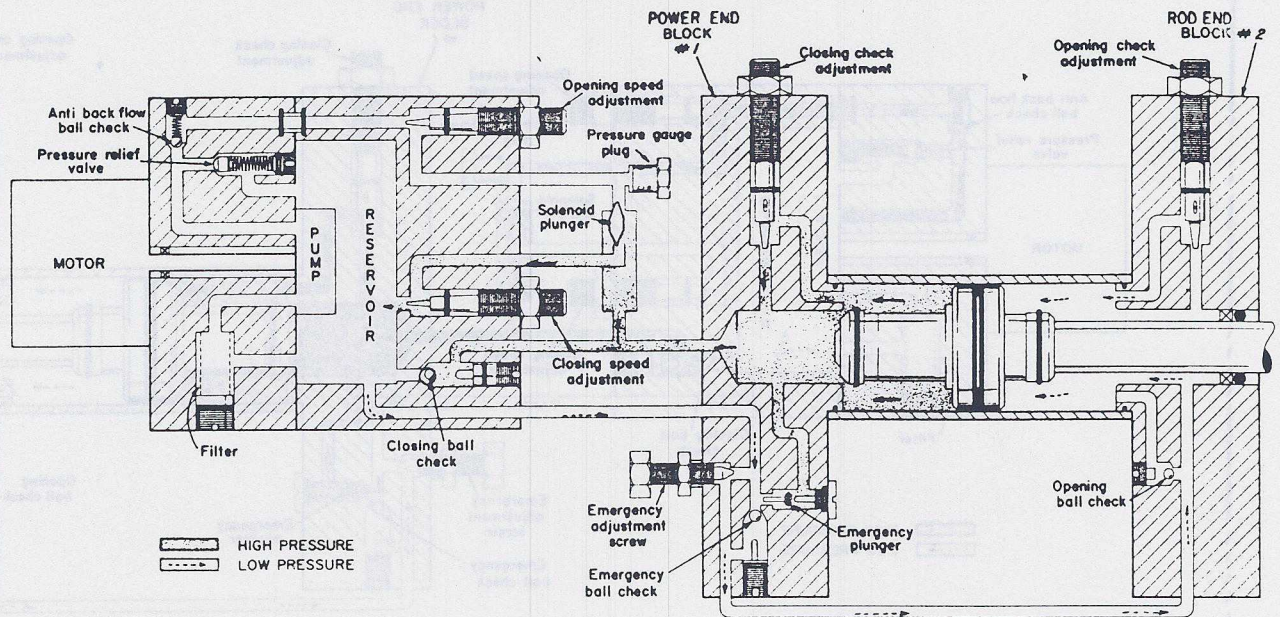 POWER END
BLOCK
#1
ROD END
BLOCK #2
Closing check
adjustment
Opening check
adjustment
Opening speed
adjustment
Anti back flow
ball check
Pressure gauge
plug
Pressure relief
valve
Solenoid
plunger
MOTOR
PUMP
RESERVOIR
Closing speed
adjustment
Closing ball
check
Filter
Opening
ball check
Emergency
adjustment
screw
Emergency
plunger
Emergency
ball check
HIGH PRESSURE
LOW PRESSURE